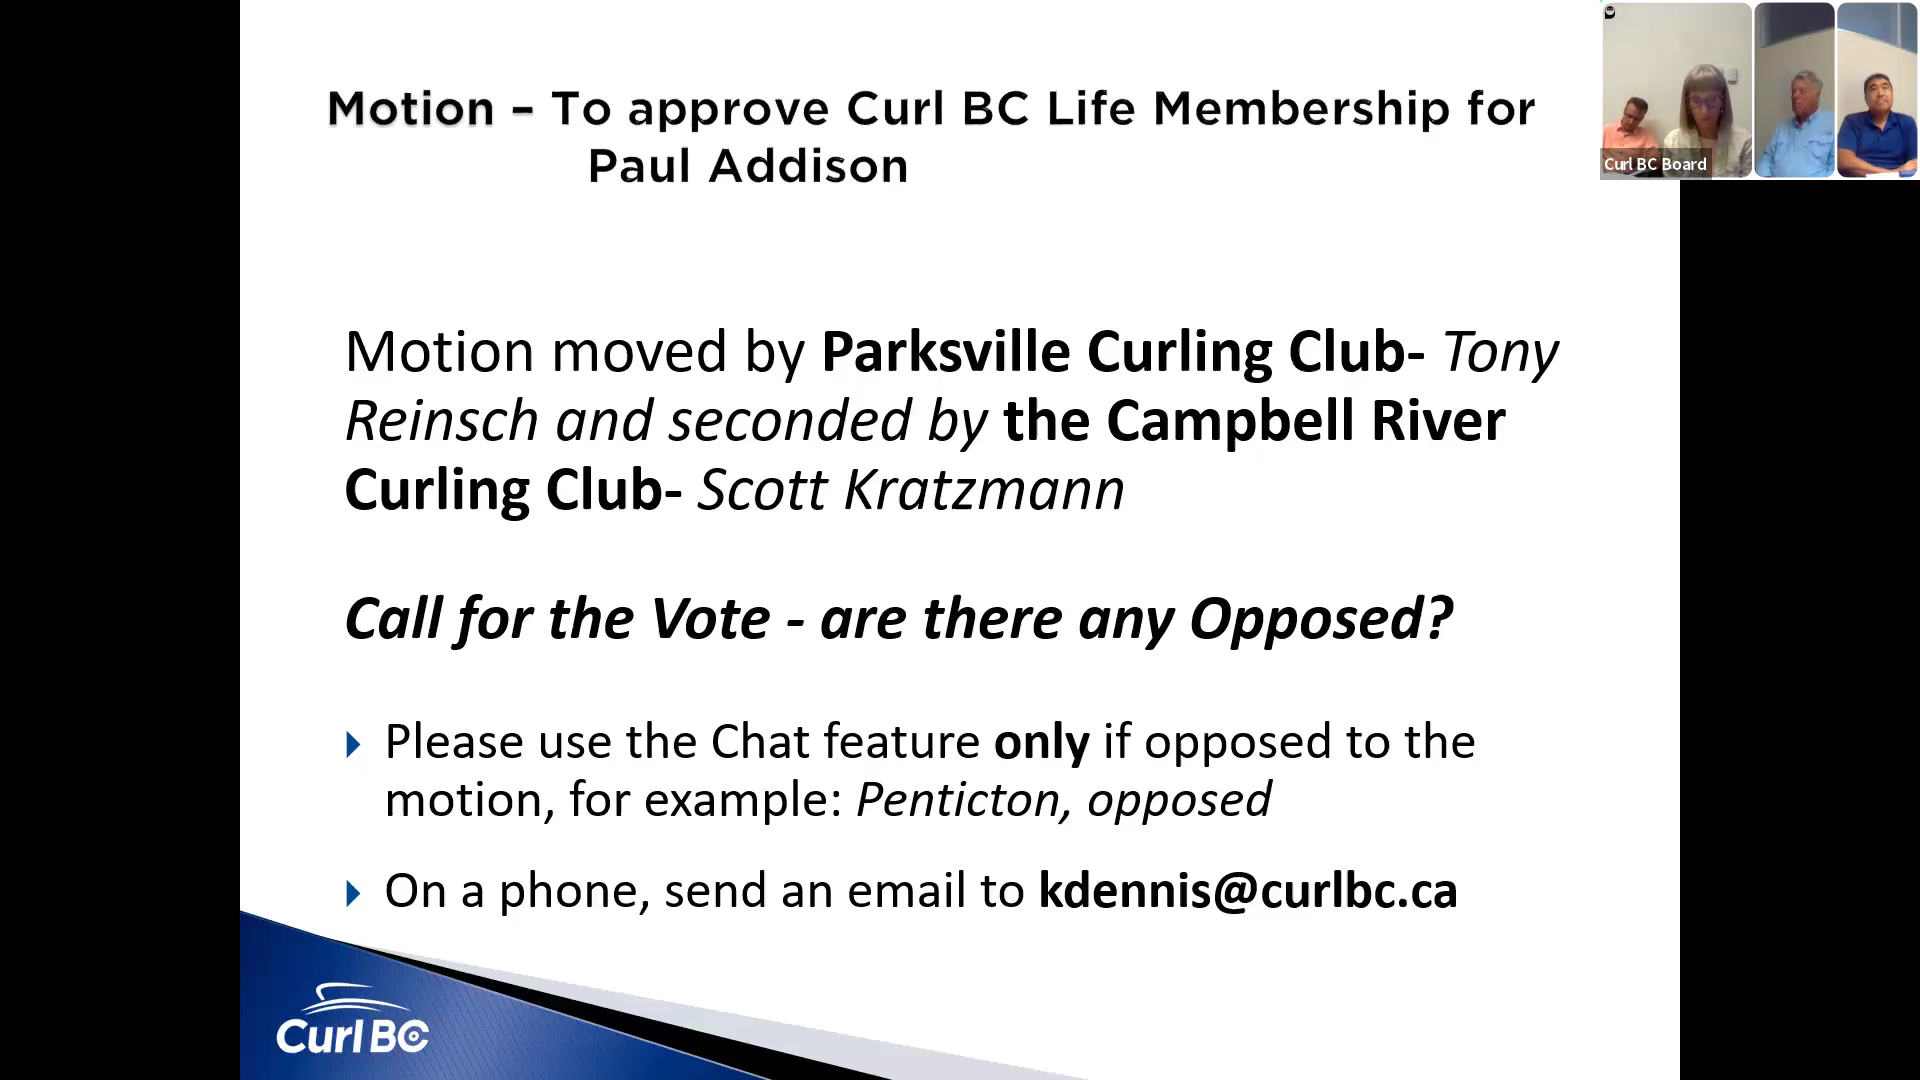 Motion – To approve Curl BC Life Membership for
Paul Addison
Curl BC Board
Motion moved by Parksville Curling Club- Tony
Reinsch and seconded by the Campbell River
Curling Club- Scott Kratzmann
Call for the Vote - are there any Opposed?
Please use the Chat feature only if opposed to the
motion, for example: Penticton, opposed
On a phone, send an email to kdennis@curlbc.ca
Curl BC